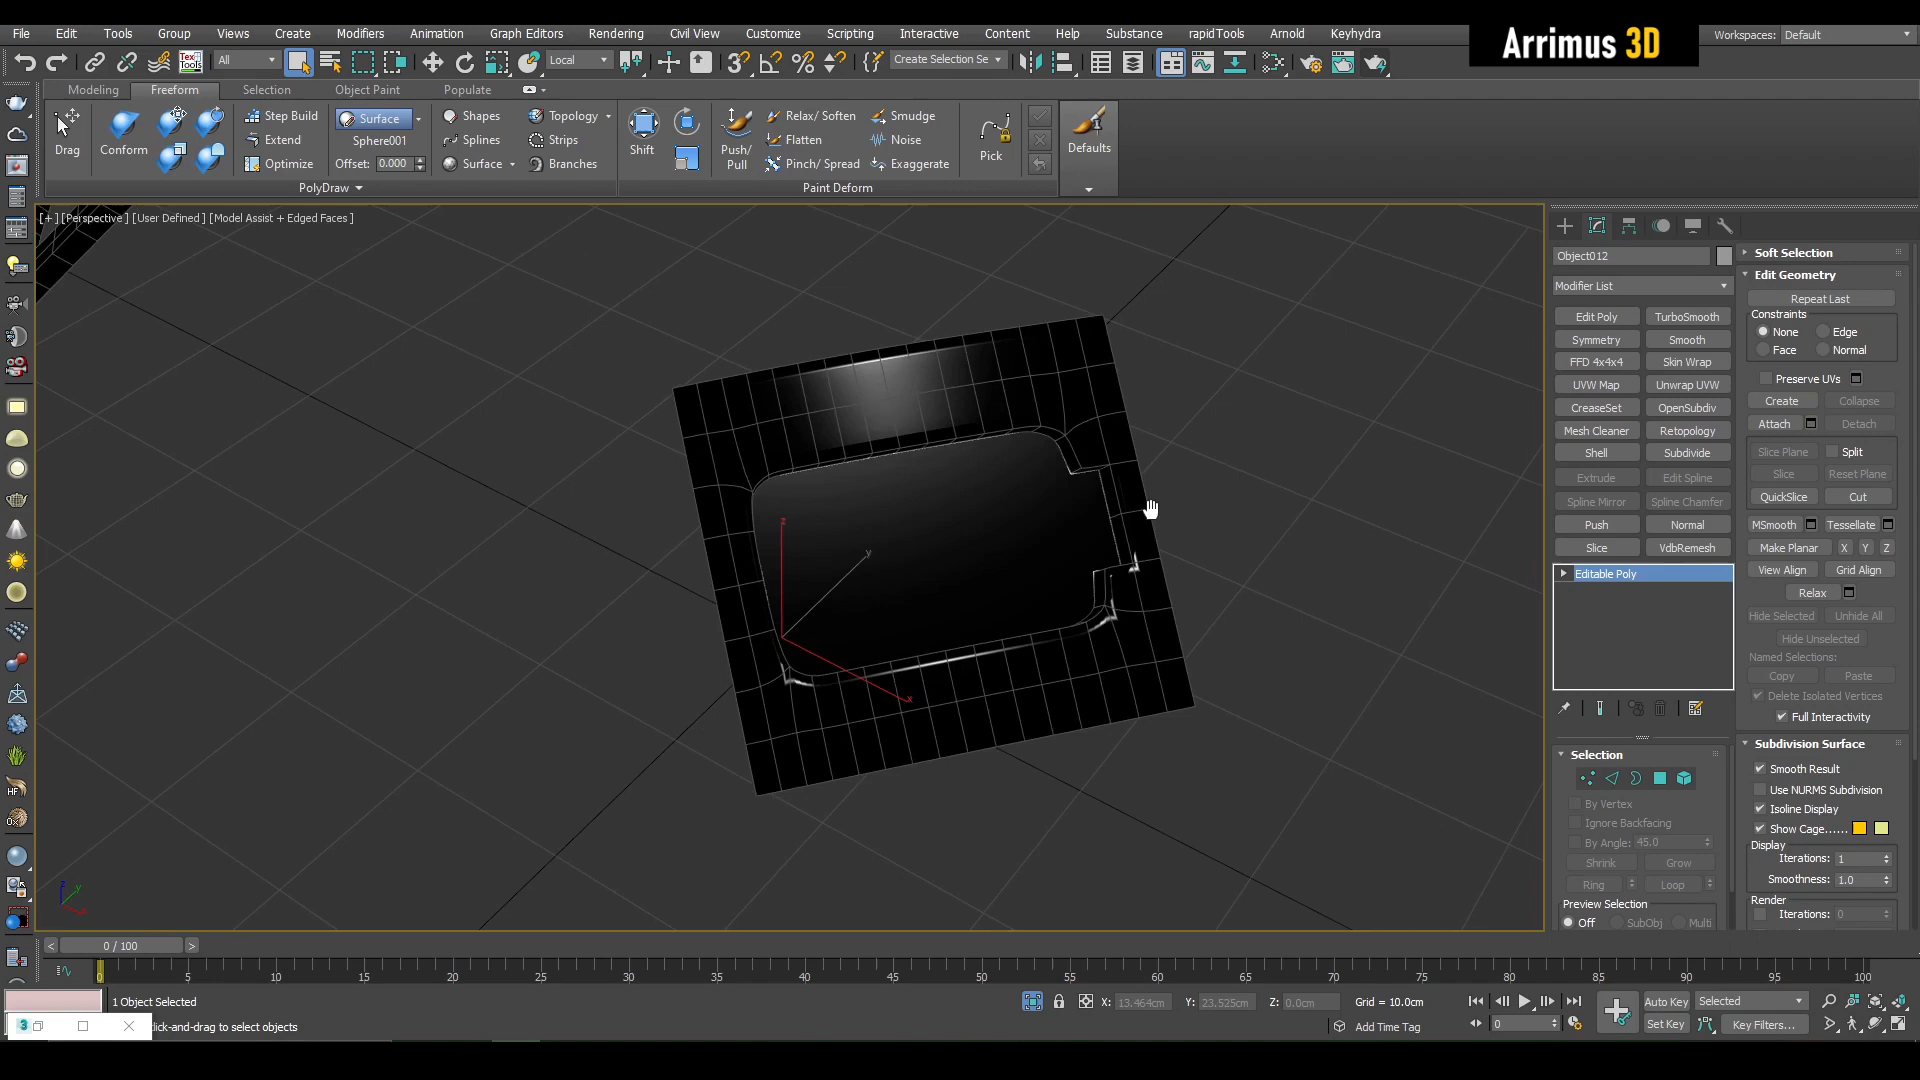 File Edit Tools Group Views Create Modifiers Animation Graph Editors Rendering Civil View Customize Scripting Interactive Content Help Substance rapidTools Arnold Keyhydra
Arrimus 3D
Workspaces: Default
All
Local
Create Selection Se
Modeling Freeform Selection Object Paint Populate
Drag
Conform
Step Build
Extend
Optimize
Surface
Sphere001
Offset: 0.000
Shapes
Splines
Surface
Topology
Strips
Branches
Shift
Push/
Pull
Relax/ Soften
Flatten
Pinch/ Spread
Smudge
Noise
Exaggerate
Pick
Defaults
PolyDraw
Paint Deform
[+] [Perspective ] [User Defined ] [Model Assist + Edged Faces ]
z
y
x
Object012
Modifier List
Edit Poly TurboSmooth
Symmetry Smooth
FFD 4x4x4 Skin Wrap
UVW Map Unwrap UVW
CreaseSet OpenSubdiv
Mesh Cleaner Retopology
Shell Subdivide
Extrude Edit Spline
Spline Mirror Spline Chamfer
Push Normal
Slice VdbRemesh
Editable Poly
Selection
By Vertex
Ignore Backfacing
By Angle: 45.0
Shrink Grow
Ring Loop
Preview Selection
Off SubObj Multi
Soft Selection
Edit Geometry
Repeat Last
Constraints
None Edge
Face Normal
Preserve UVs
Create Collapse
Attach Detach
Slice Plane Split
Slice Reset Plane
QuickSlice Cut
MSmooth Tessellate
Make Planar X Y Z
View Align Grid Align
Relax
Hide Selected Unhide All
Hide Unselected
Named Selections:
Copy Paste
Delete Isolated Vertices
Full Interactivity
Subdivision Surface
Smooth Result
Use NURMS Subdivision
Isoline Display
Show Cage......
Display
Iterations: 1
Smoothness: 1.0
Render
Iterations: 0
< 0 / 100 >
0 5 10 15 20 25 30 35 40 45 50 55 60 65 70 75 80 85 90 95 100
1 Object Selected
X: 13.464cm Y: 23.525cm Z: 0.0cm Grid = 10.0cm
Auto Key Selected
3
click-and-drag to select objects
Add Time Tag
0
Set Key Key Filters...